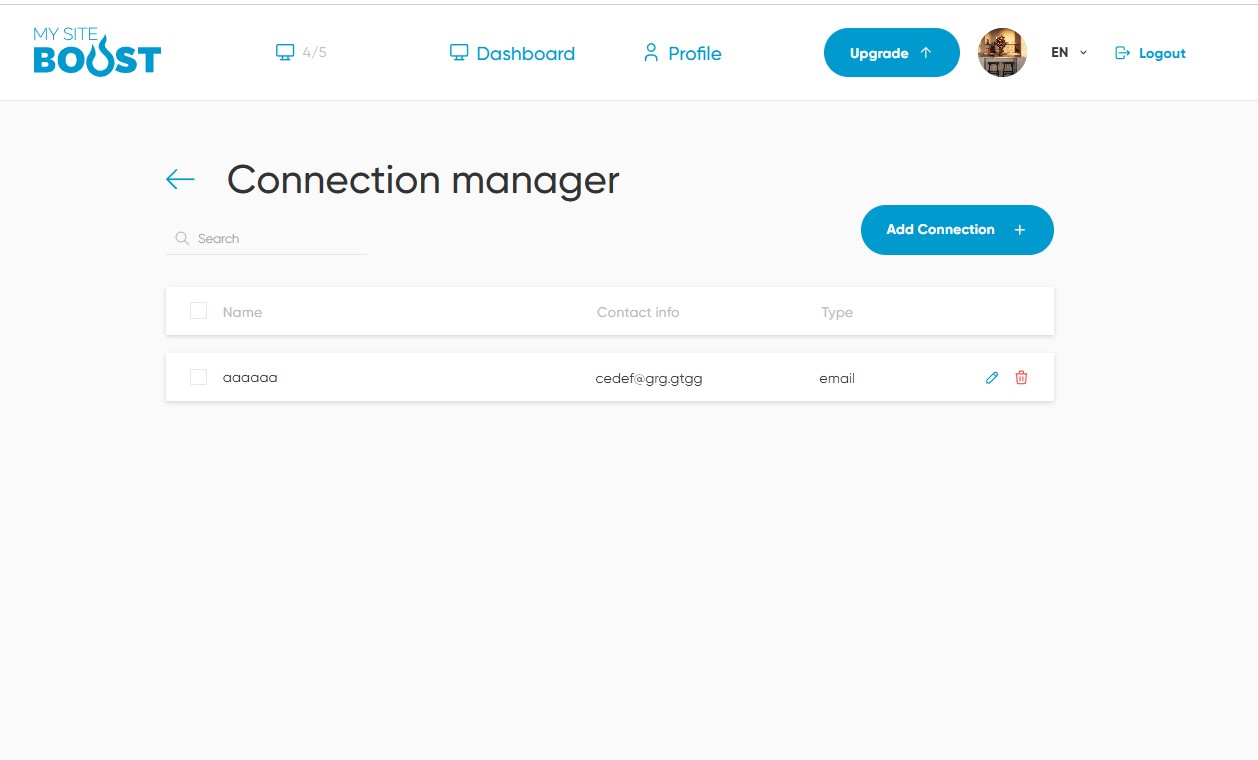 MY SITE
BOOST
4/5
Dashboard
Profile
Upgrade
EN
Logout
Connection manager
Search
Add Connection +
Name Contact info Type
aaaaaa cedef@grg.gtgg email